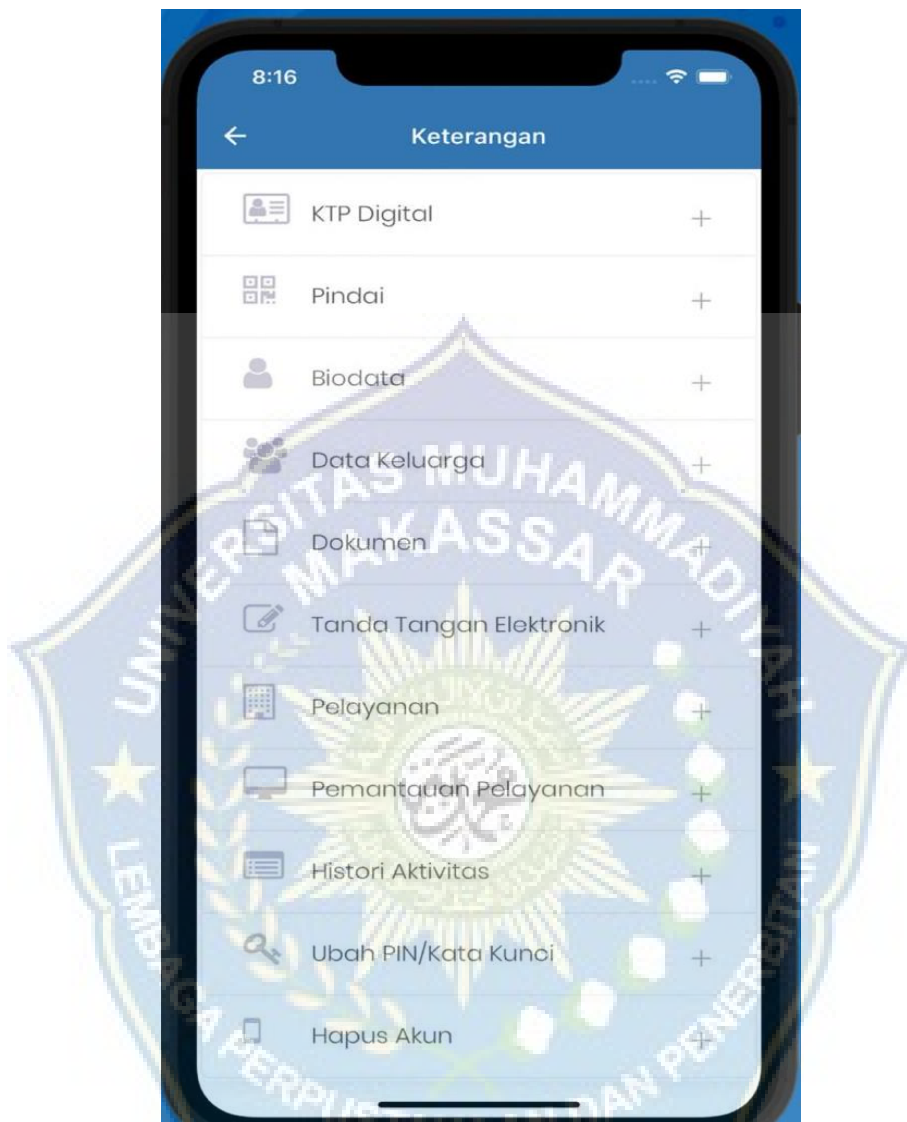 8:16
Keterangan
KTP Digital
Pindai
Biodata
Data Keluarga
Dokumen
Tanda Tangan Elektronik
Pelayanan
Pemantauan Pelayanan
Histori Aktivitas
Ubah PIN/Kata Kunci
Hapus Akun
UNIVERSITAS MUHAMMADIYAH
MAKASSAR
LEMBAGA PERPUSTAKAAN DAN PENERBITAN